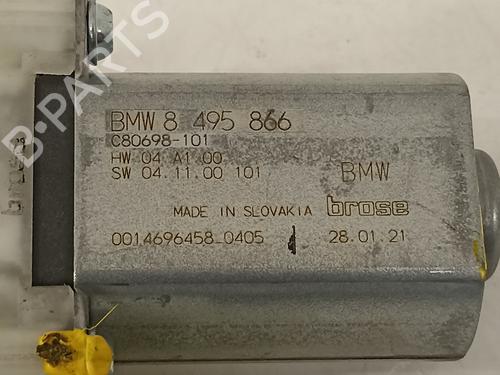 B-PARTS
BMW 8 495 866
C80698-101
HW 04 A1 00
SW 04.11.00 101
BMW
MADE IN SLOVAKIA brose
0014696458_0405 28.01.21
brose